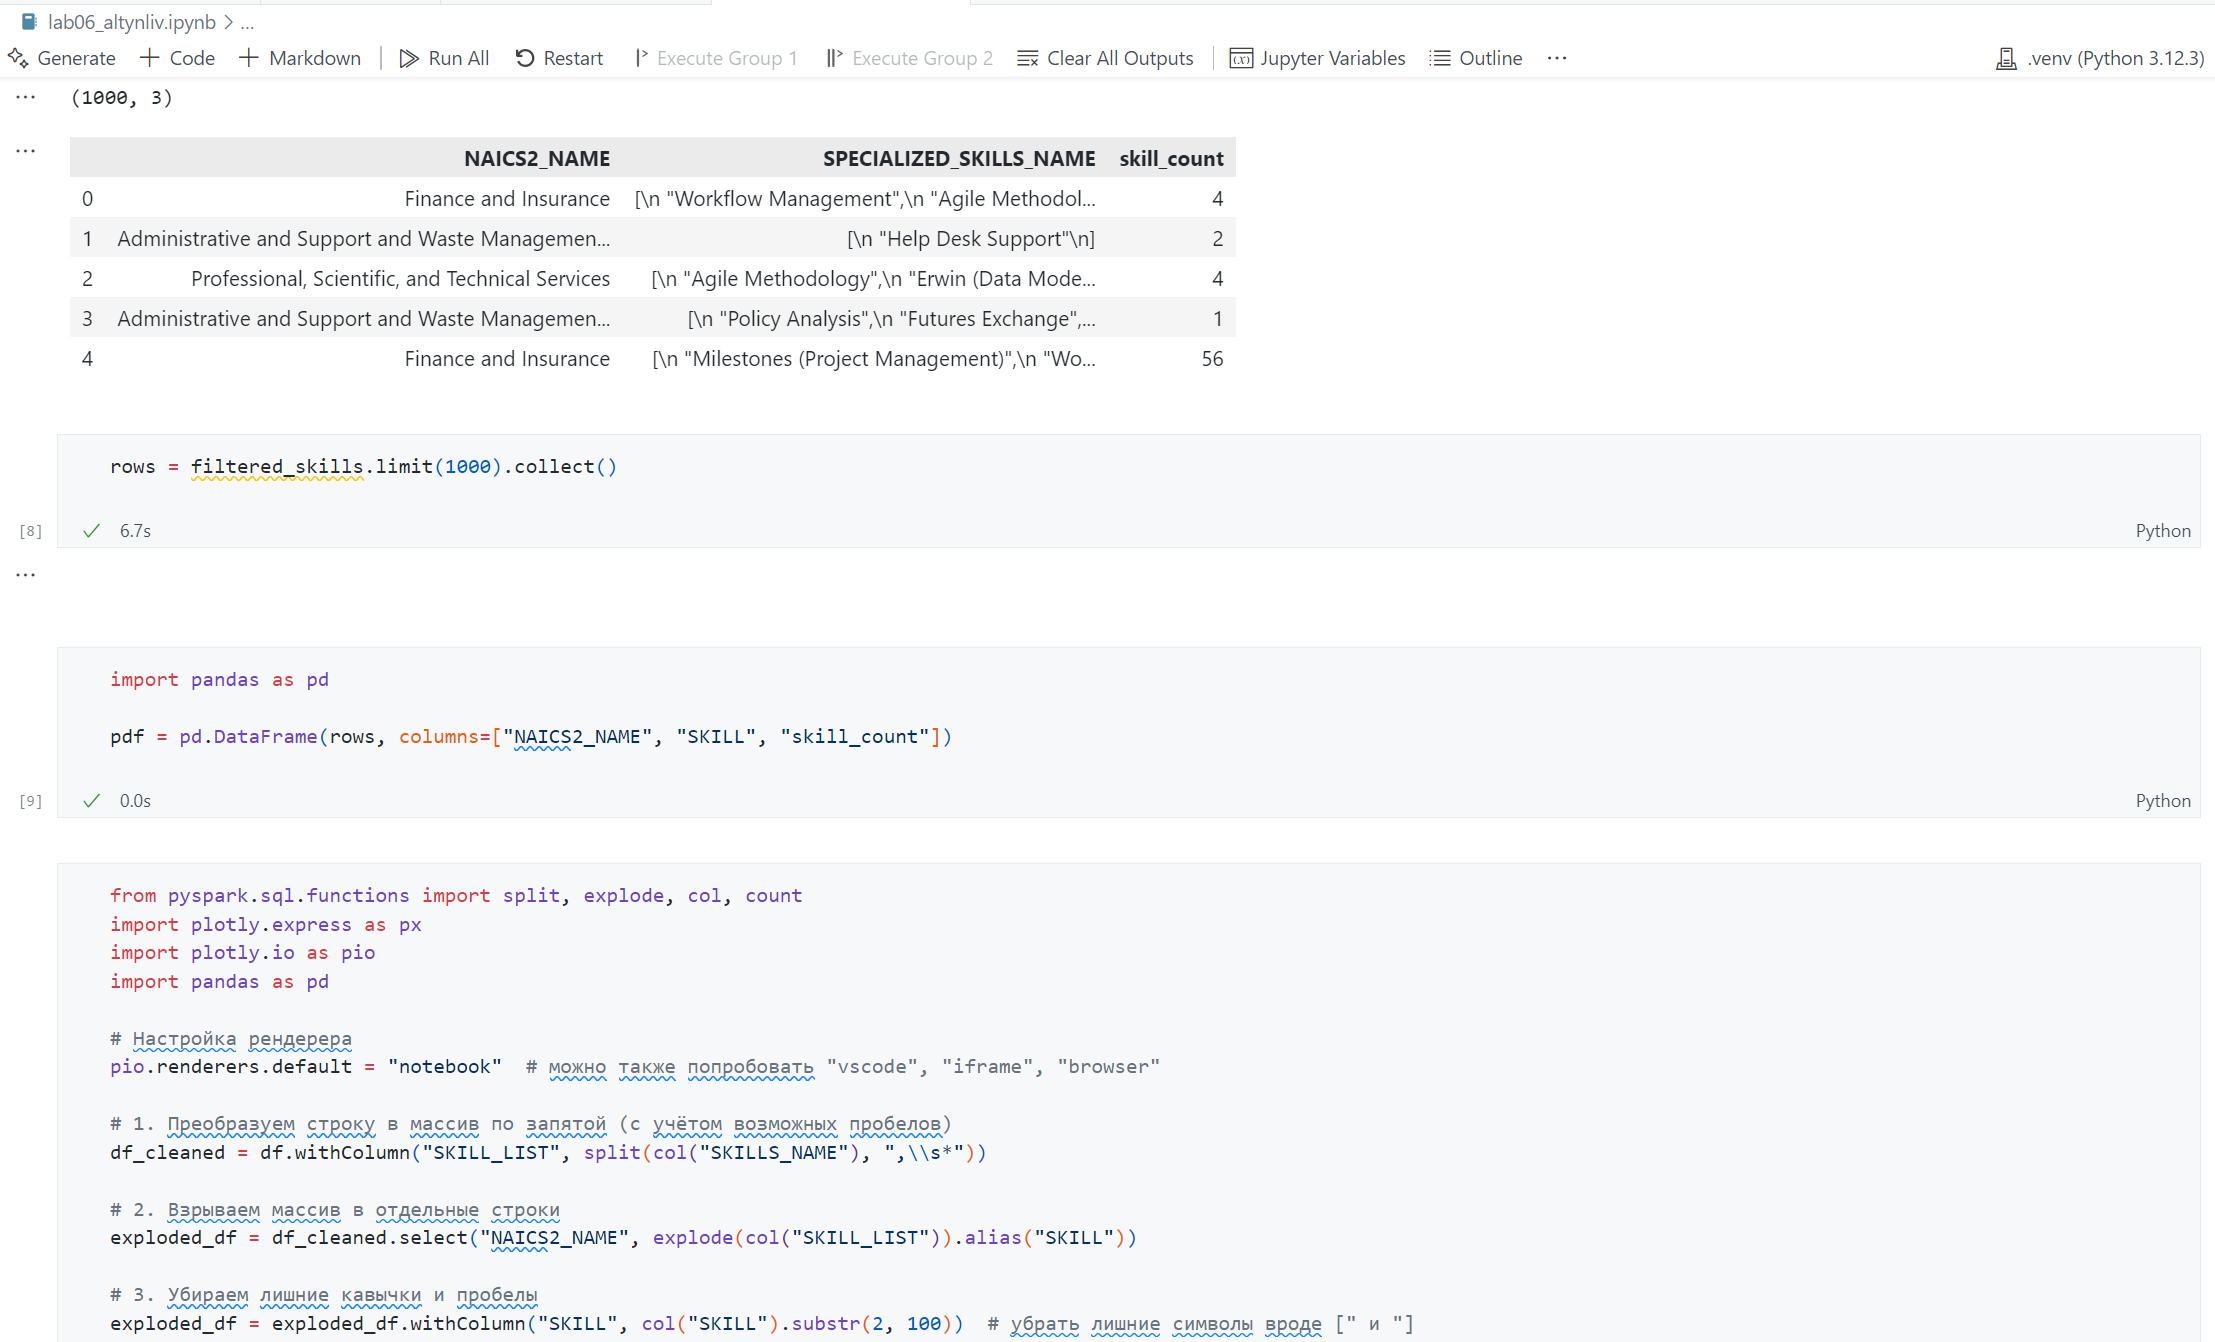 lab06_altynliv.ipynb > ...
Generate + Code + Markdown | Run All Restart Execute Group 1 Execute Group 2 Clear All Outputs | Jupyter Variables Outline ... .venv (Python 3.12.3)
... (1000, 3)
...
NAICS2_NAME SPECIALIZED_SKILLS_NAME skill_count
0 Finance and Insurance [\n "Workflow Management",\n "Agile Methodol... 4
1 Administrative and Support and Waste Managemen... [\n "Help Desk Support"\n] 2
2 Professional, Scientific, and Technical Services [\n "Agile Methodology",\n "Erwin (Data Mode... 4
3 Administrative and Support and Waste Managemen... [\n "Policy Analysis",\n "Futures Exchange",... 1
4 Finance and Insurance [\n "Milestones (Project Management)",\n "Wo... 56
rows = filtered_skills.limit(1000).collect()
[8] ✓ 6.7s Python
...
import pandas as pd
pdf = pd.DataFrame(rows, columns=["NAICS2_NAME", "SKILL", "skill_count"])
[9] ✓ 0.0s Python
from pyspark.sql.functions import split, explode, col, count
import plotly.express as px
import plotly.io as pio
import pandas as pd
# Настройка рендерера
pio.renderers.default = "notebook"  # можно также попробовать "vscode", "iframe", "browser"
# 1. Преобразуем строку в массив по запятой (с учётом возможных пробелов)
df_cleaned = df.withColumn("SKILL_LIST", split(col("SKILLS_NAME"), ",\\s*"))
# 2. Взрываем массив в отдельные строки
exploded_df = df_cleaned.select("NAICS2_NAME", explode(col("SKILL_LIST")).alias("SKILL"))
# 3. Убираем лишние кавычки и пробелы
exploded_df = exploded_df.withColumn("SKILL", col("SKILL").substr(2, 100))  # убрать лишние символы вроде [" и "]